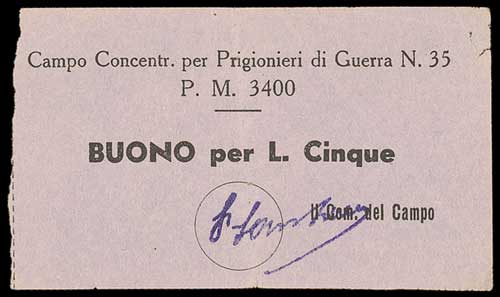 Campo Concentr. per Prigionieri di Guerra N. 35
P. M. 3400
BUONO per L. Cinque
Il Com. del Campo